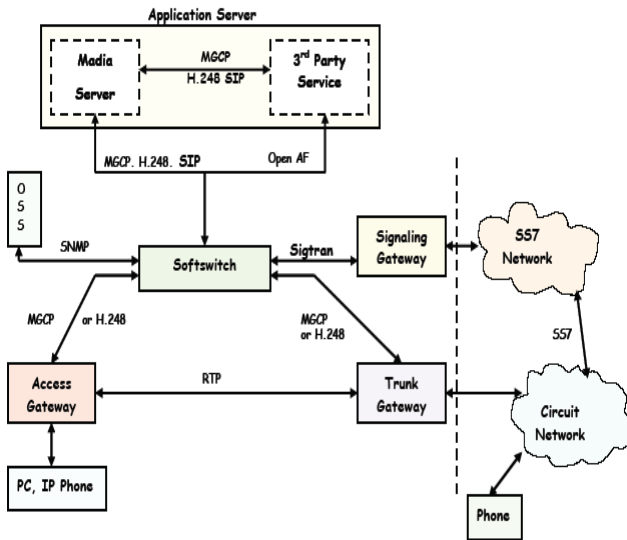 Application Server
Madia
Server
MGCP
H.248 SIP
3rd Party
Service
MGCP. H.248. SIP
Open AF
O
S
S
SNMP
Softswitch
Sigtran
Signaling
Gateway
SS7
Network
MGCP or H.248
MGCP
or H.248
SS7
Access
Gateway
RTP
Trunk
Gateway
Circuit
Network
PC, IP Phone
Phone